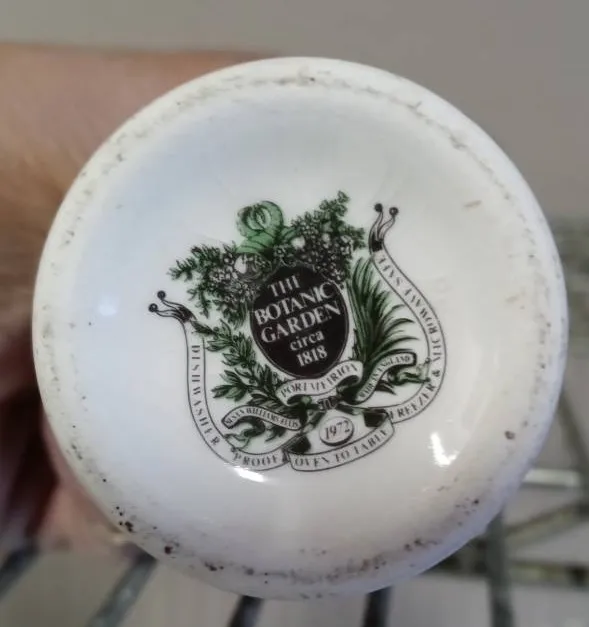 THE
BOTANIC
GARDEN
circa
1818
PORTMEIRION
SUSAN WILLIAMS-ELLIS
MADE IN ENGLAND
1972
DISHWASHER PROOF OVEN TO TABLE FREEZER & MICROWAVE SAFE